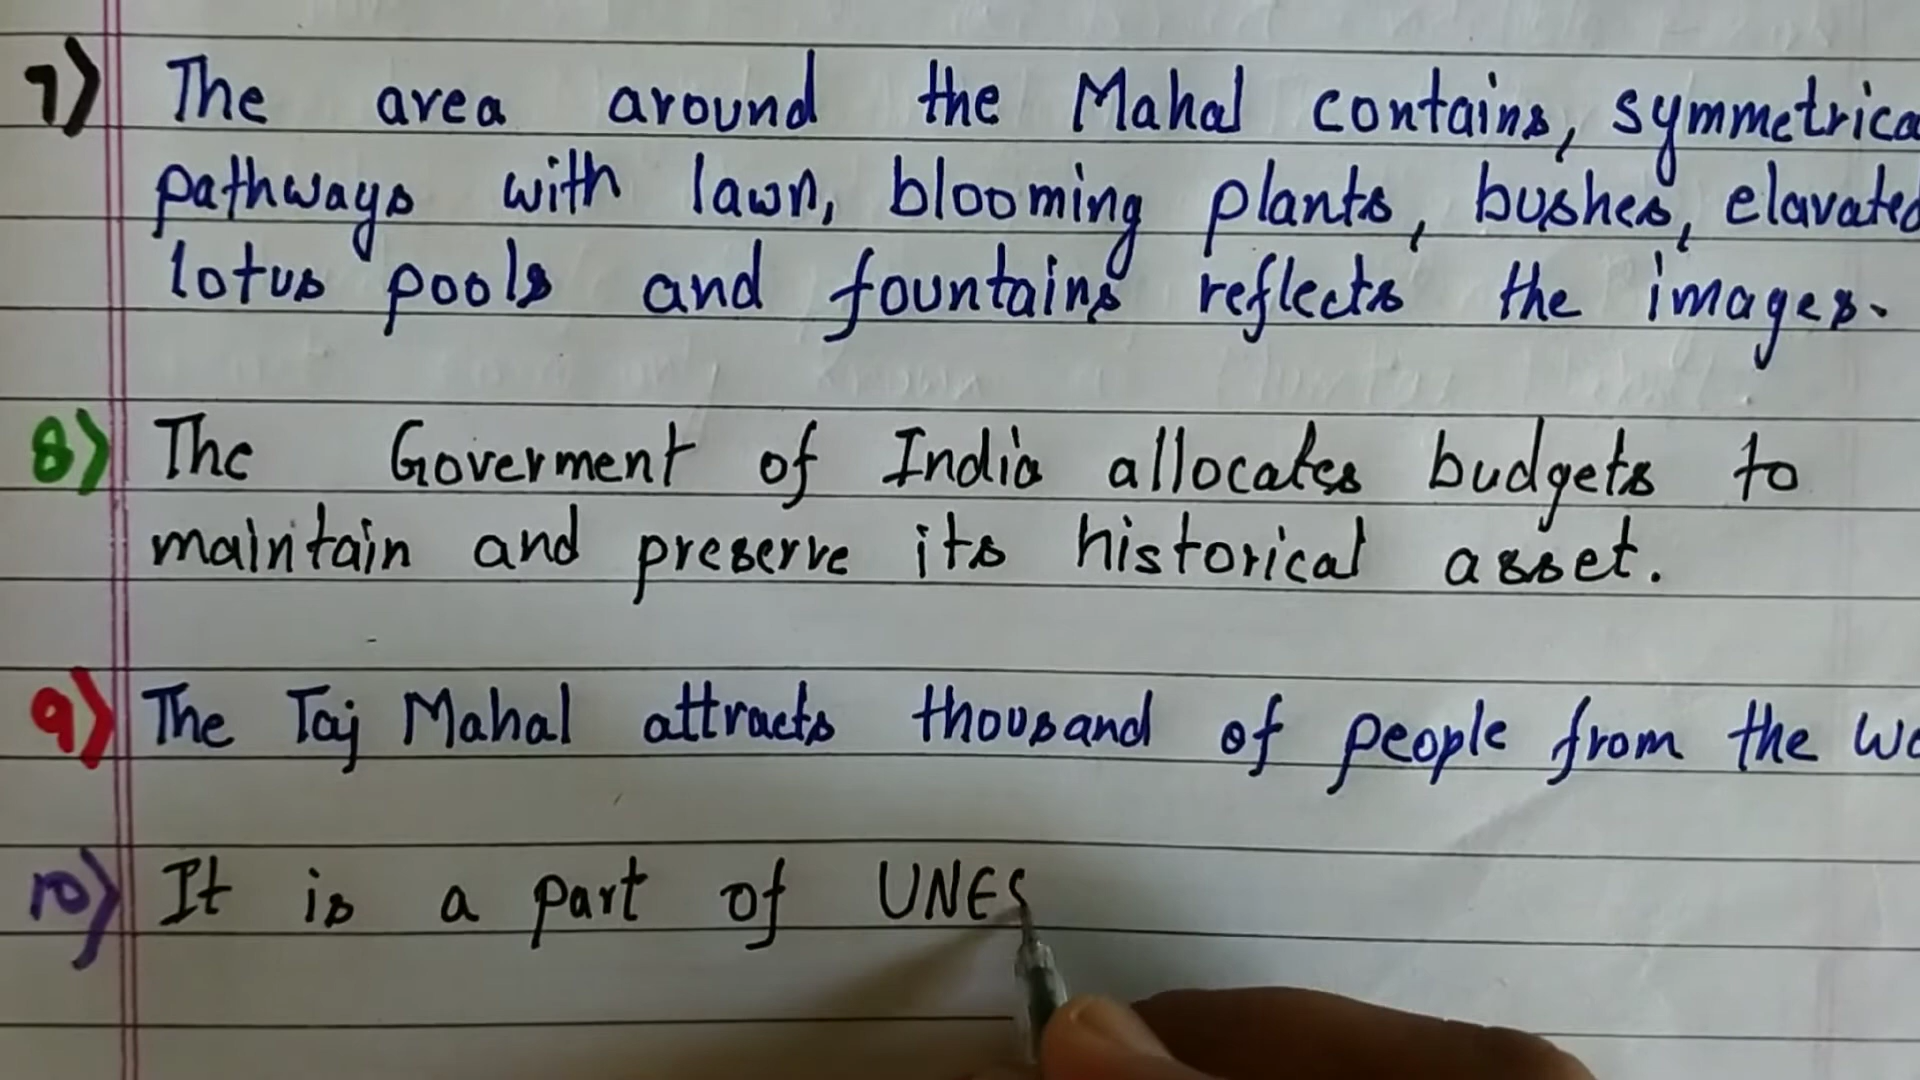 7) The area around the Mahal contains, symmetrica
pathways with lawn, blooming plants, bushes, elavated
lotus pools and fountains reflects the images.
8) The Goverment of India allocates budgets to
maintain and preserve its historical asset.
9) The Taj Mahal attracts thousand of people from the wo
10) It is a part of UNES